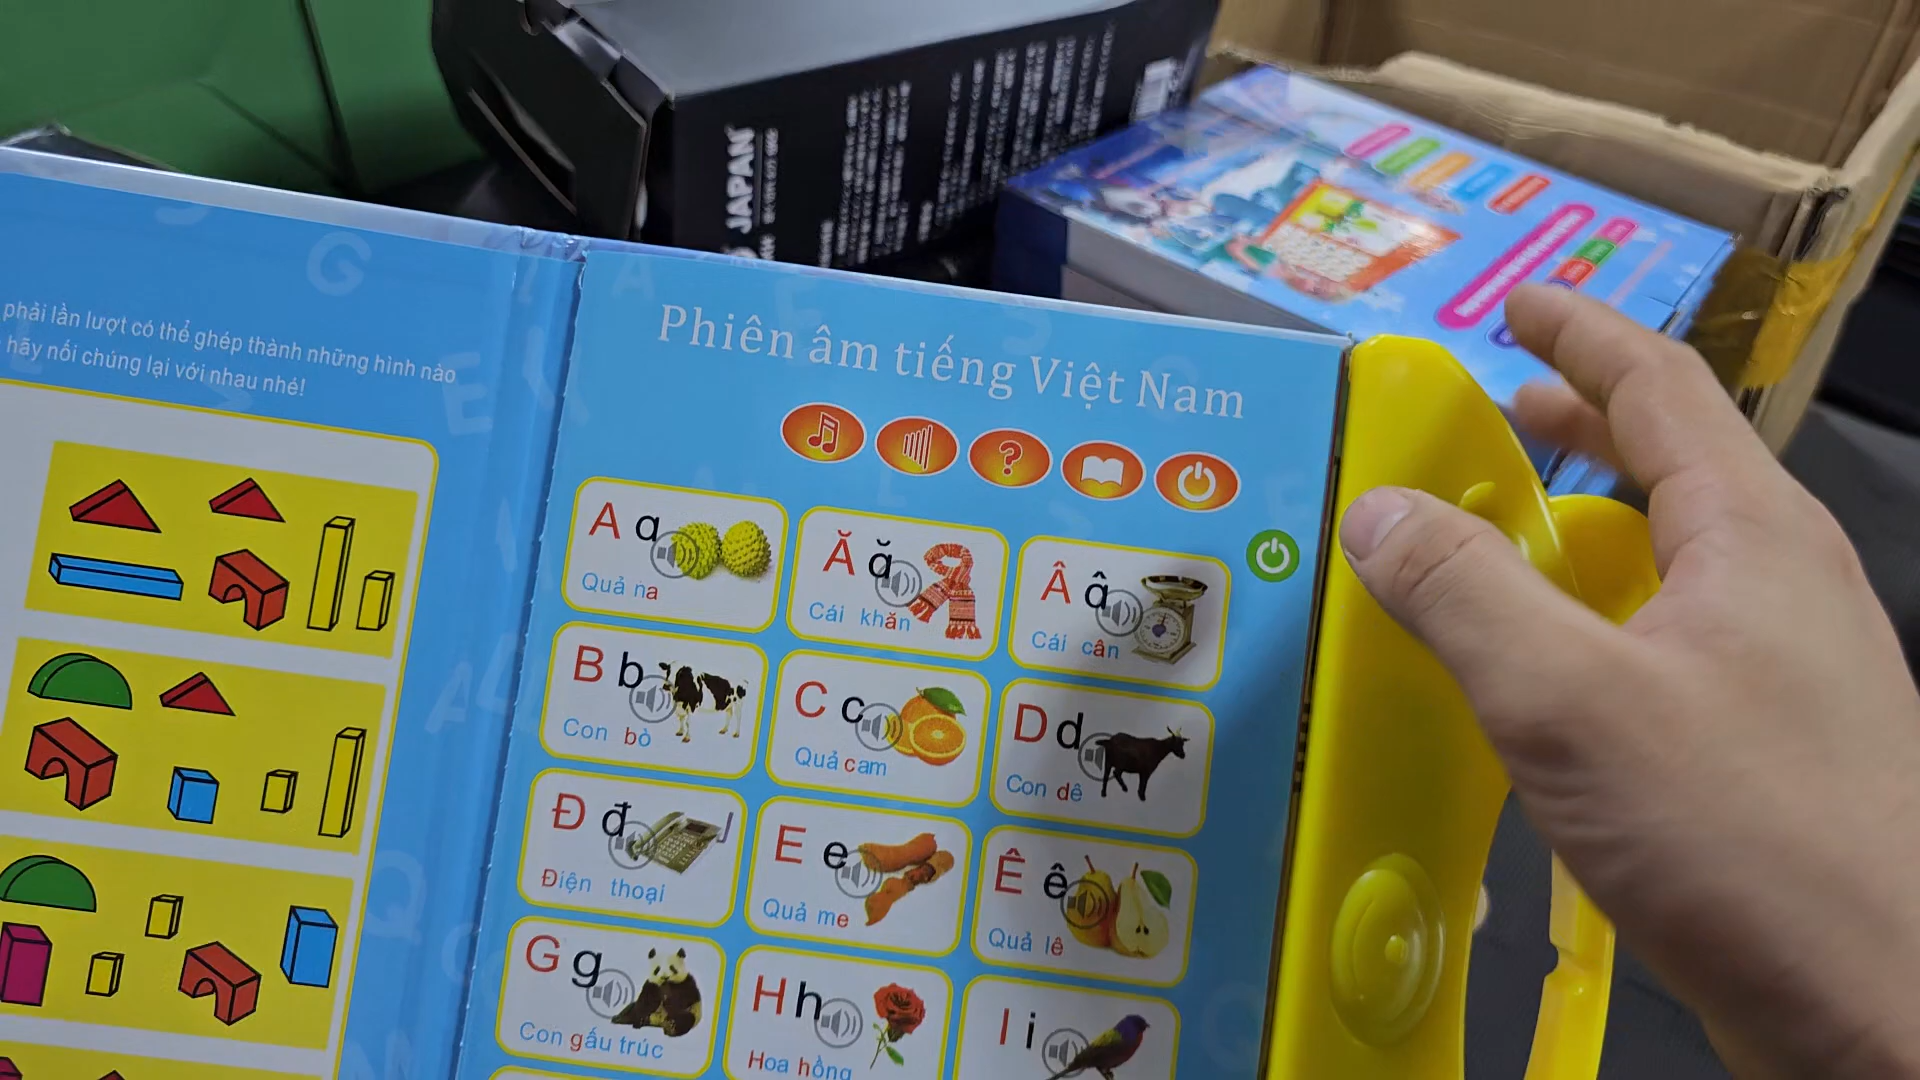 phải lần lượt có thể ghép thành những hình nào
hãy nối chúng lại với nhau nhé!
JAPAN
Phiên âm tiếng Việt Nam
A a
Quả na
Ă ă
Cái khăn
Â â
Cái cân
B b
Con bò
C c
Quả cam
D d
Con dê
Đ đ
Điện thoại
E e
Quả me
Ê ê
Quả lê
G g
Con gấu trúc
H h
Hoa hồng
I i